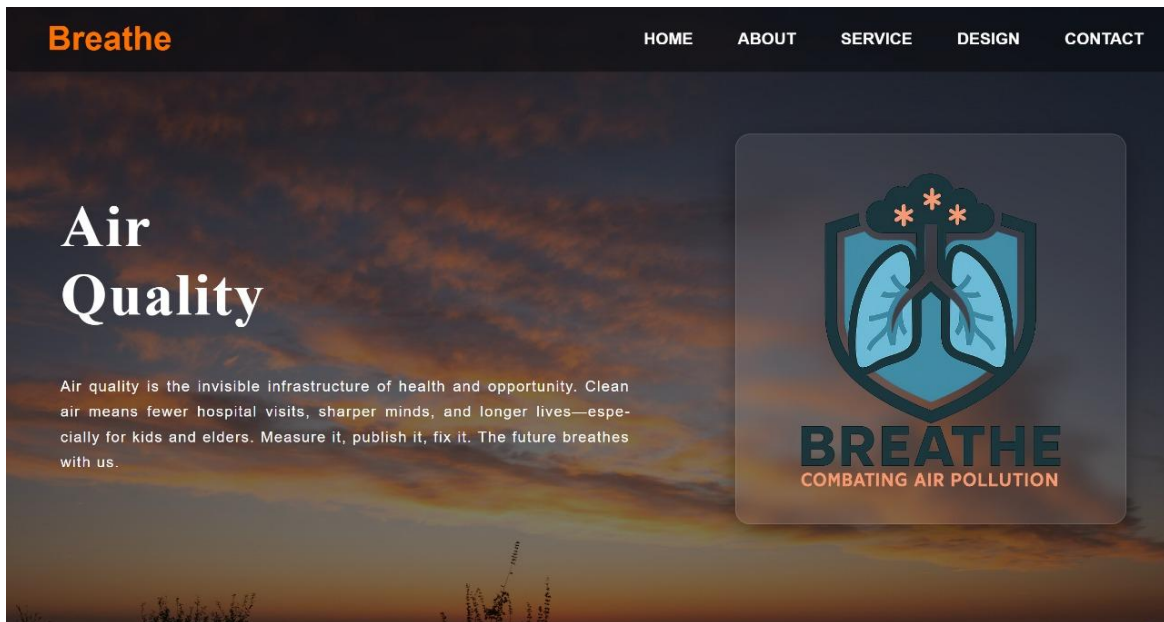 Breathe
HOME ABOUT SERVICE DESIGN CONTACT
Air
Quality
Air quality is the invisible infrastructure of health and opportunity. Clean
air means fewer hospital visits, sharper minds, and longer lives—espe-
cially for kids and elders. Measure it, publish it, fix it. The future breathes
with us.
BREATHE
COMBATING AIR POLLUTION